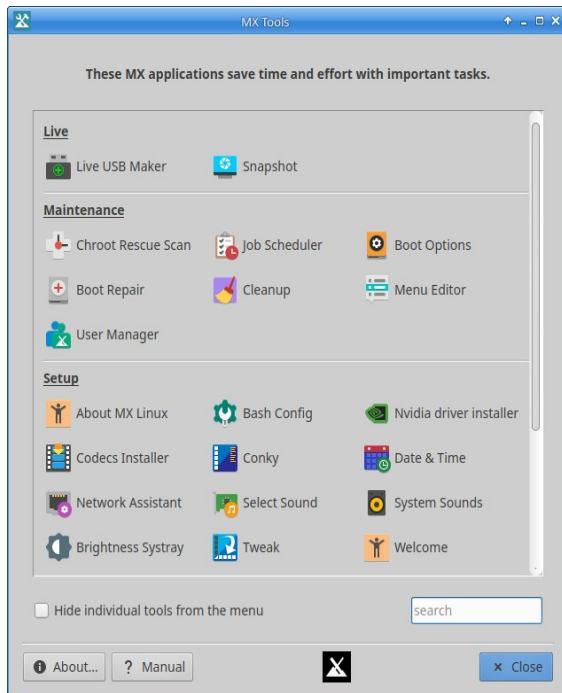 MX Tools
These MX applications save time and effort with important tasks.
Live
Live USB Maker
Snapshot
Maintenance
Chroot Rescue Scan
Job Scheduler
Boot Options
Boot Repair
Cleanup
Menu Editor
User Manager
Setup
About MX Linux
Bash Config
Nvidia driver installer
Codecs Installer
Conky
Date & Time
Network Assistant
Select Sound
System Sounds
Brightness Systray
Tweak
Welcome
Hide individual tools from the menu
search
About...
? Manual
Close